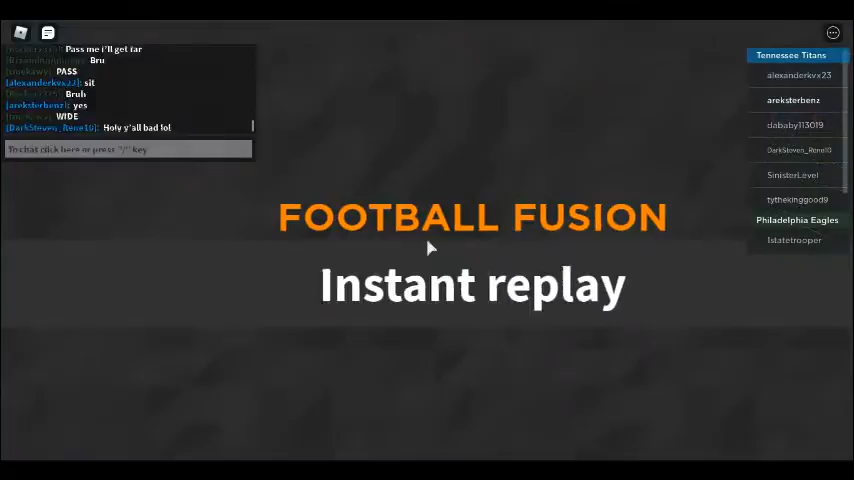 Pass me i'll get far
Bru
PASS
[alexanderkvx23]: sit
Bruh
[areksterbenz]: yes
WIDE
[DarkSteven_Rene10]: Holy y'all bad lol
To chat click here or press "/" key
FOOTBALL FUSION
Instant replay
Tennessee Titans
alexanderkvx23
areksterbenz
dababy113019
DarkSteven_Rene10
SinisterLevel
tythekinggood9
Philadelphia Eagles
1statetrooper